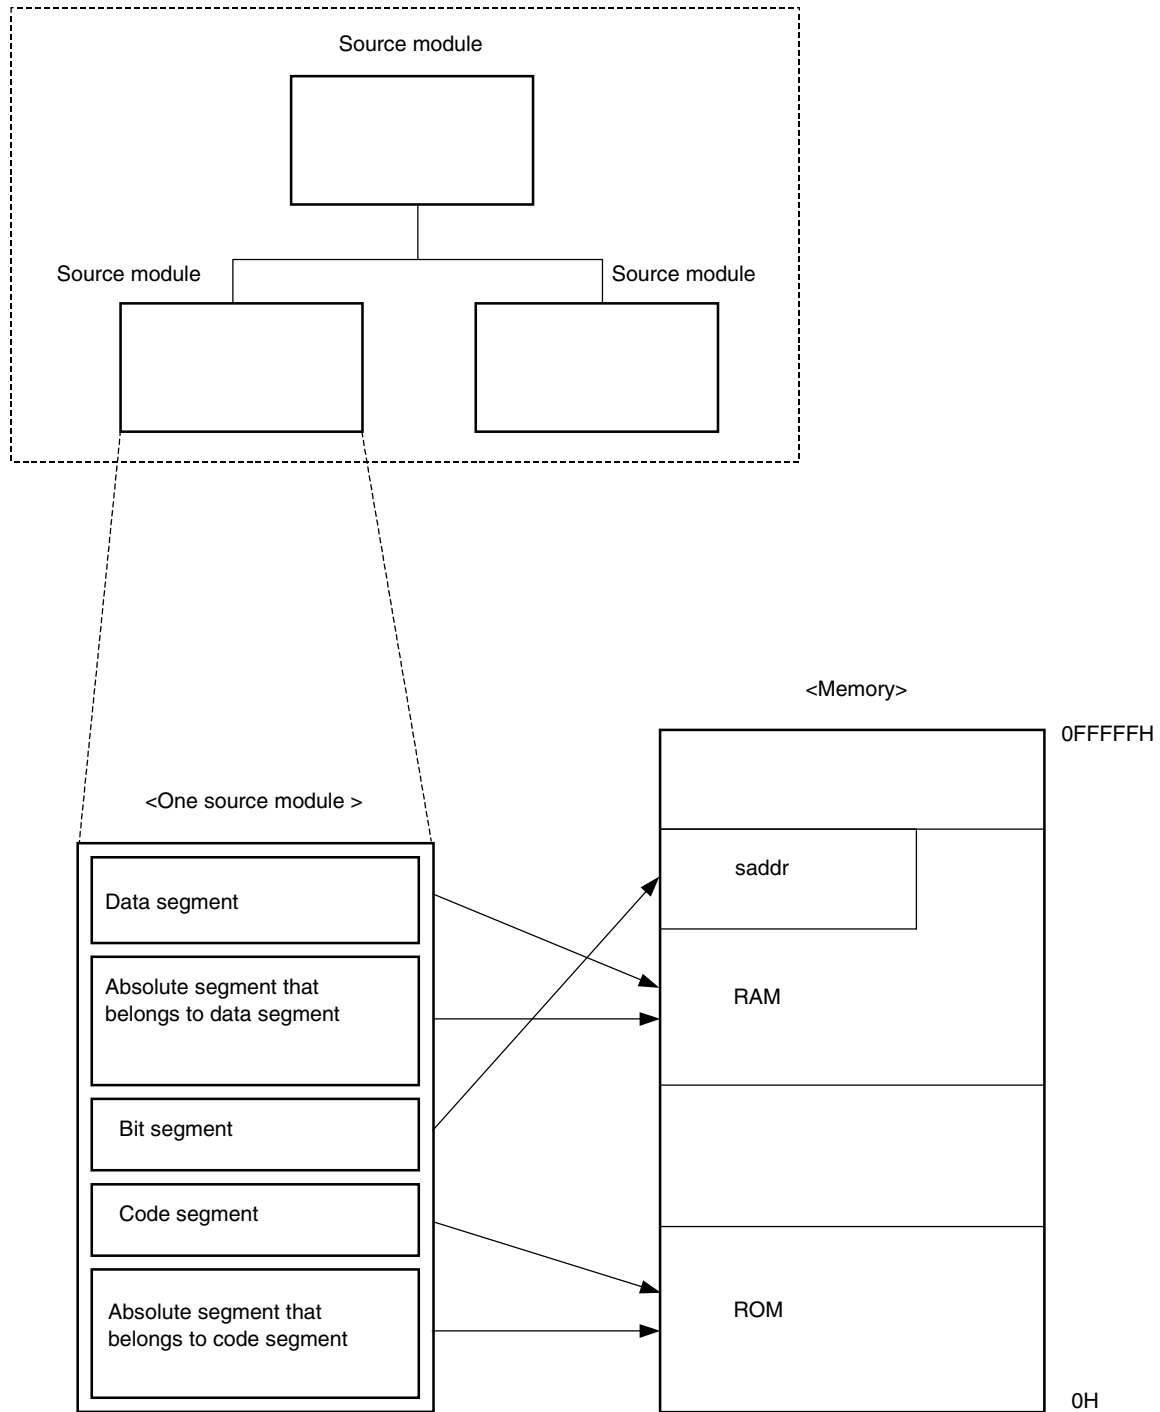 Source module
Source module
Source module
<Memory>
0FFFFFH
<One source module >
saddr
Data segment
Absolute segment that
belongs to data segment
RAM
Bit segment
Code segment
Absolute segment that
belongs to code segment
ROM
0H